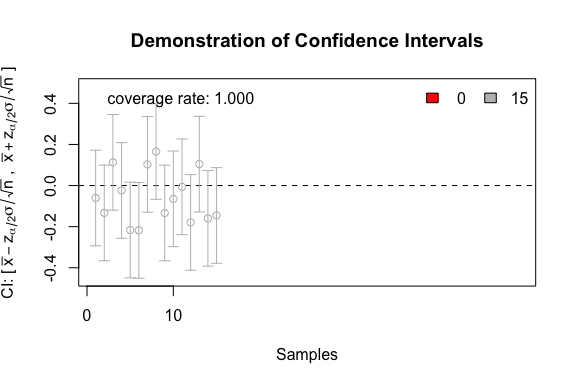 Demonstration of Confidence Intervals
CI: [ x̅ − zα/2σ/√n , x̅ + zα/2σ/√n ]
coverage rate: 1.000
0 15
0.4
0.2
0.0
-0.2
-0.4
0 10
Samples